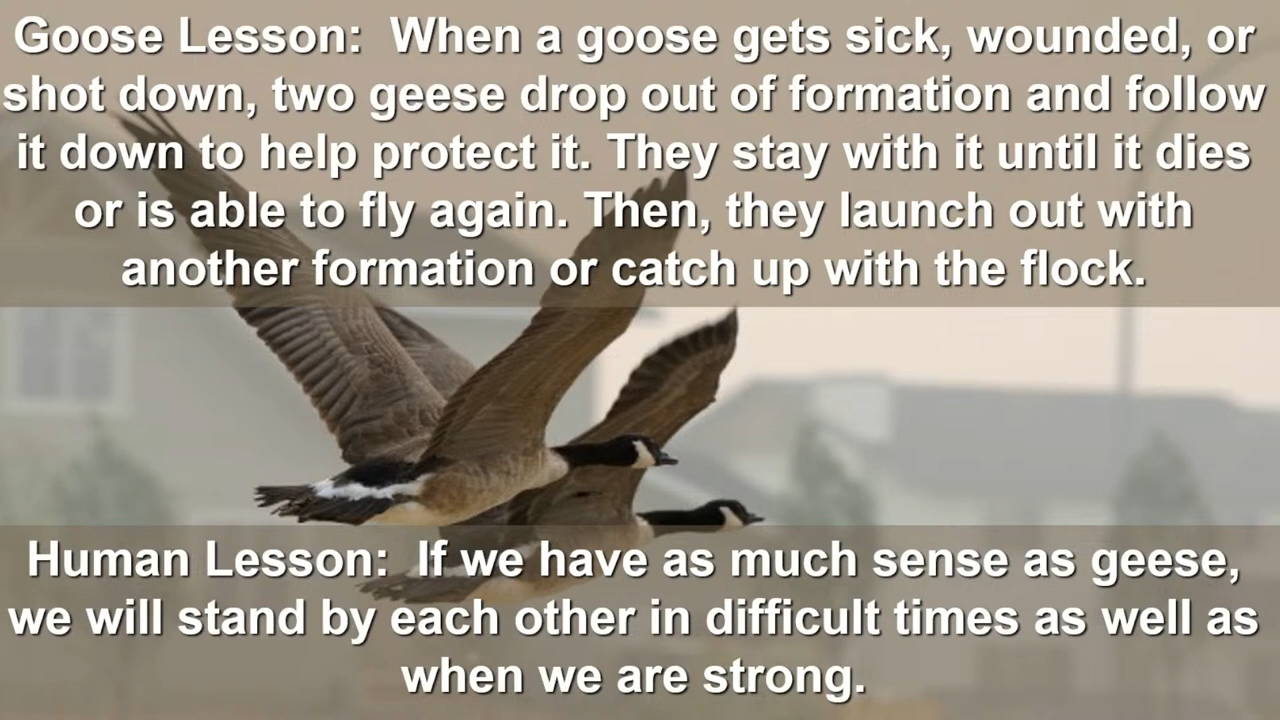 Goose Lesson:  When a goose gets sick, wounded, or
shot down, two geese drop out of formation and follow
it down to help protect it. They stay with it until it dies
or is able to fly again. Then, they launch out with
another formation or catch up with the flock.
Human Lesson:  If we have as much sense as geese,
we will stand by each other in difficult times as well as
when we are strong.